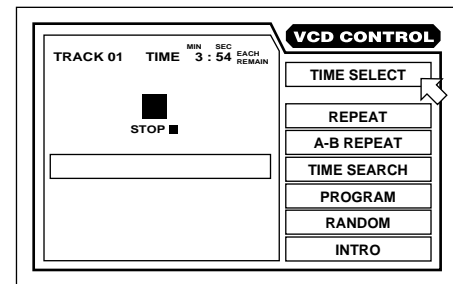 VCD CONTROL
MIN SEC
TRACK 01 TIME 3 : 54 EACH REMAIN
STOP
TIME SELECT
REPEAT
A-B REPEAT
TIME SEARCH
PROGRAM
RANDOM
INTRO